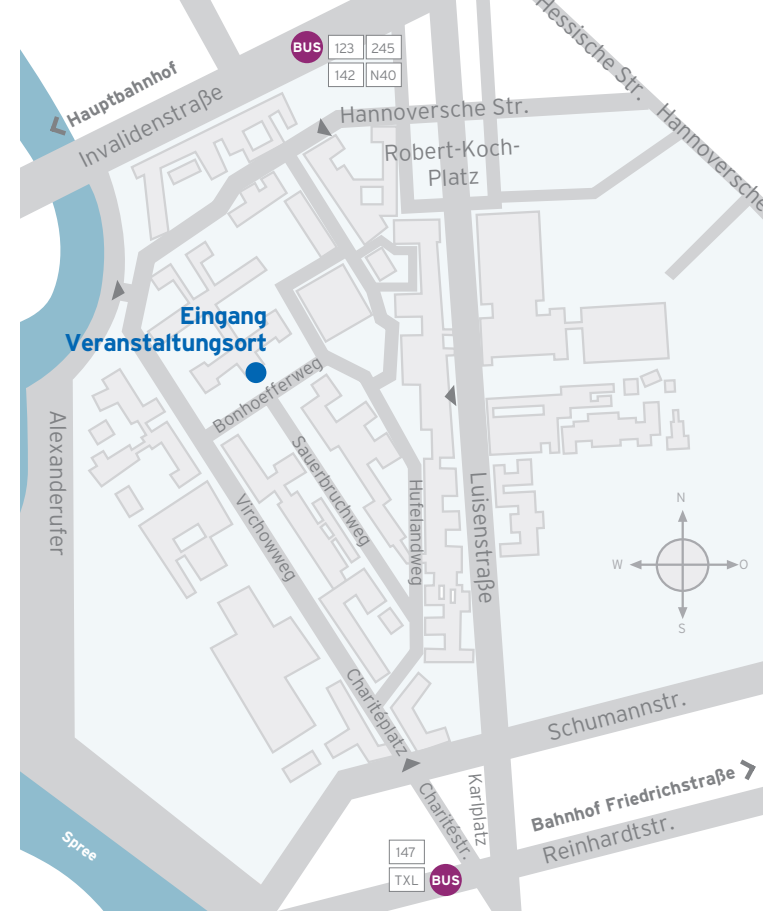 Hessische Str.
BUS 123 245
142 N40
Hauptbahnhof
Invalidenstraße
Hannoversche Str.
Hannoversche
Robert-Koch-
Platz
Eingang
Veranstaltungsort
Bonhoefferweg
Alexanderufer
Sauerbruchweg
Virchowweg
Hufelandweg
Luisenstraße
N
W O
S
Charitéplatz
Schumannstr.
Karlplatz
Charitéstr.
Bahnhof Friedrichstraße
Reinhardtstr.
Spree
147
TXL BUS